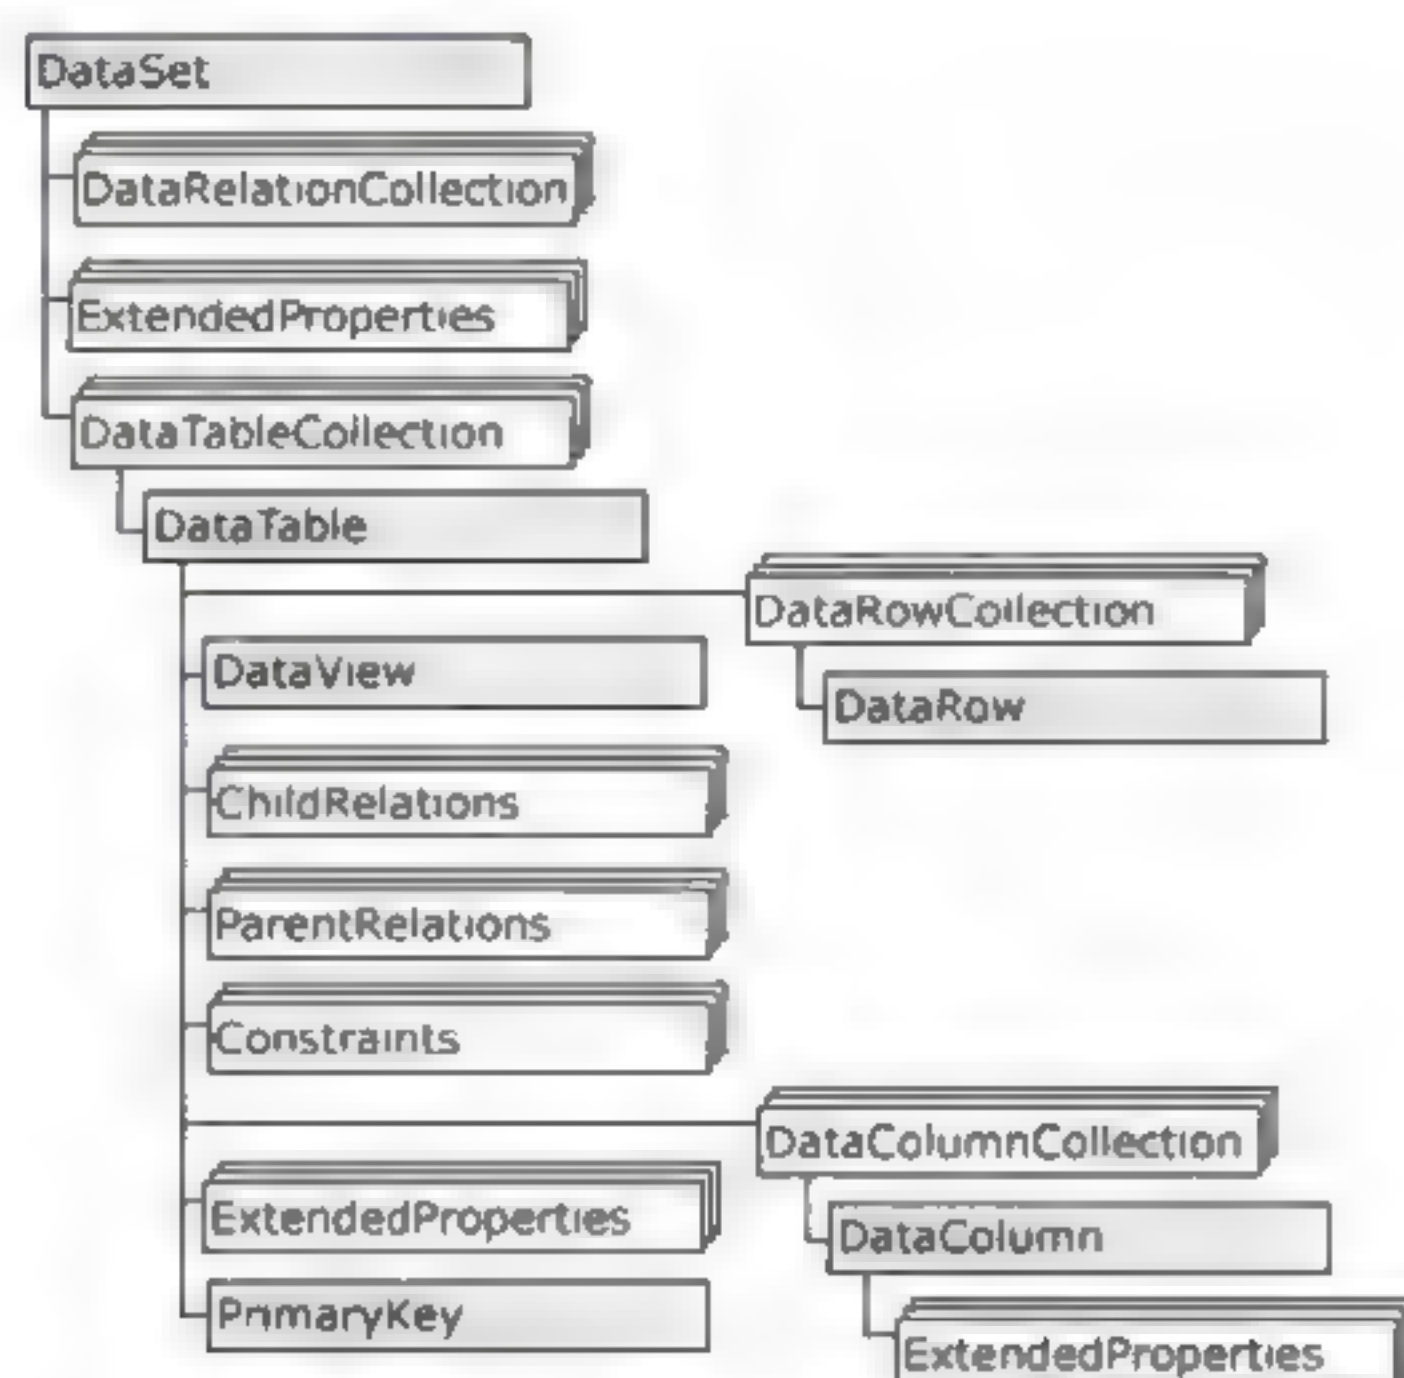 DataSet
DataRelationCollection
ExtendedProperties
DataTableCollection
DataTable
DataRowCollection
DataView
DataRow
ChildRelations
ParentRelations
Constraints
DataColumnCollection
ExtendedProperties
DataColumn
PrimaryKey
ExtendedProperties